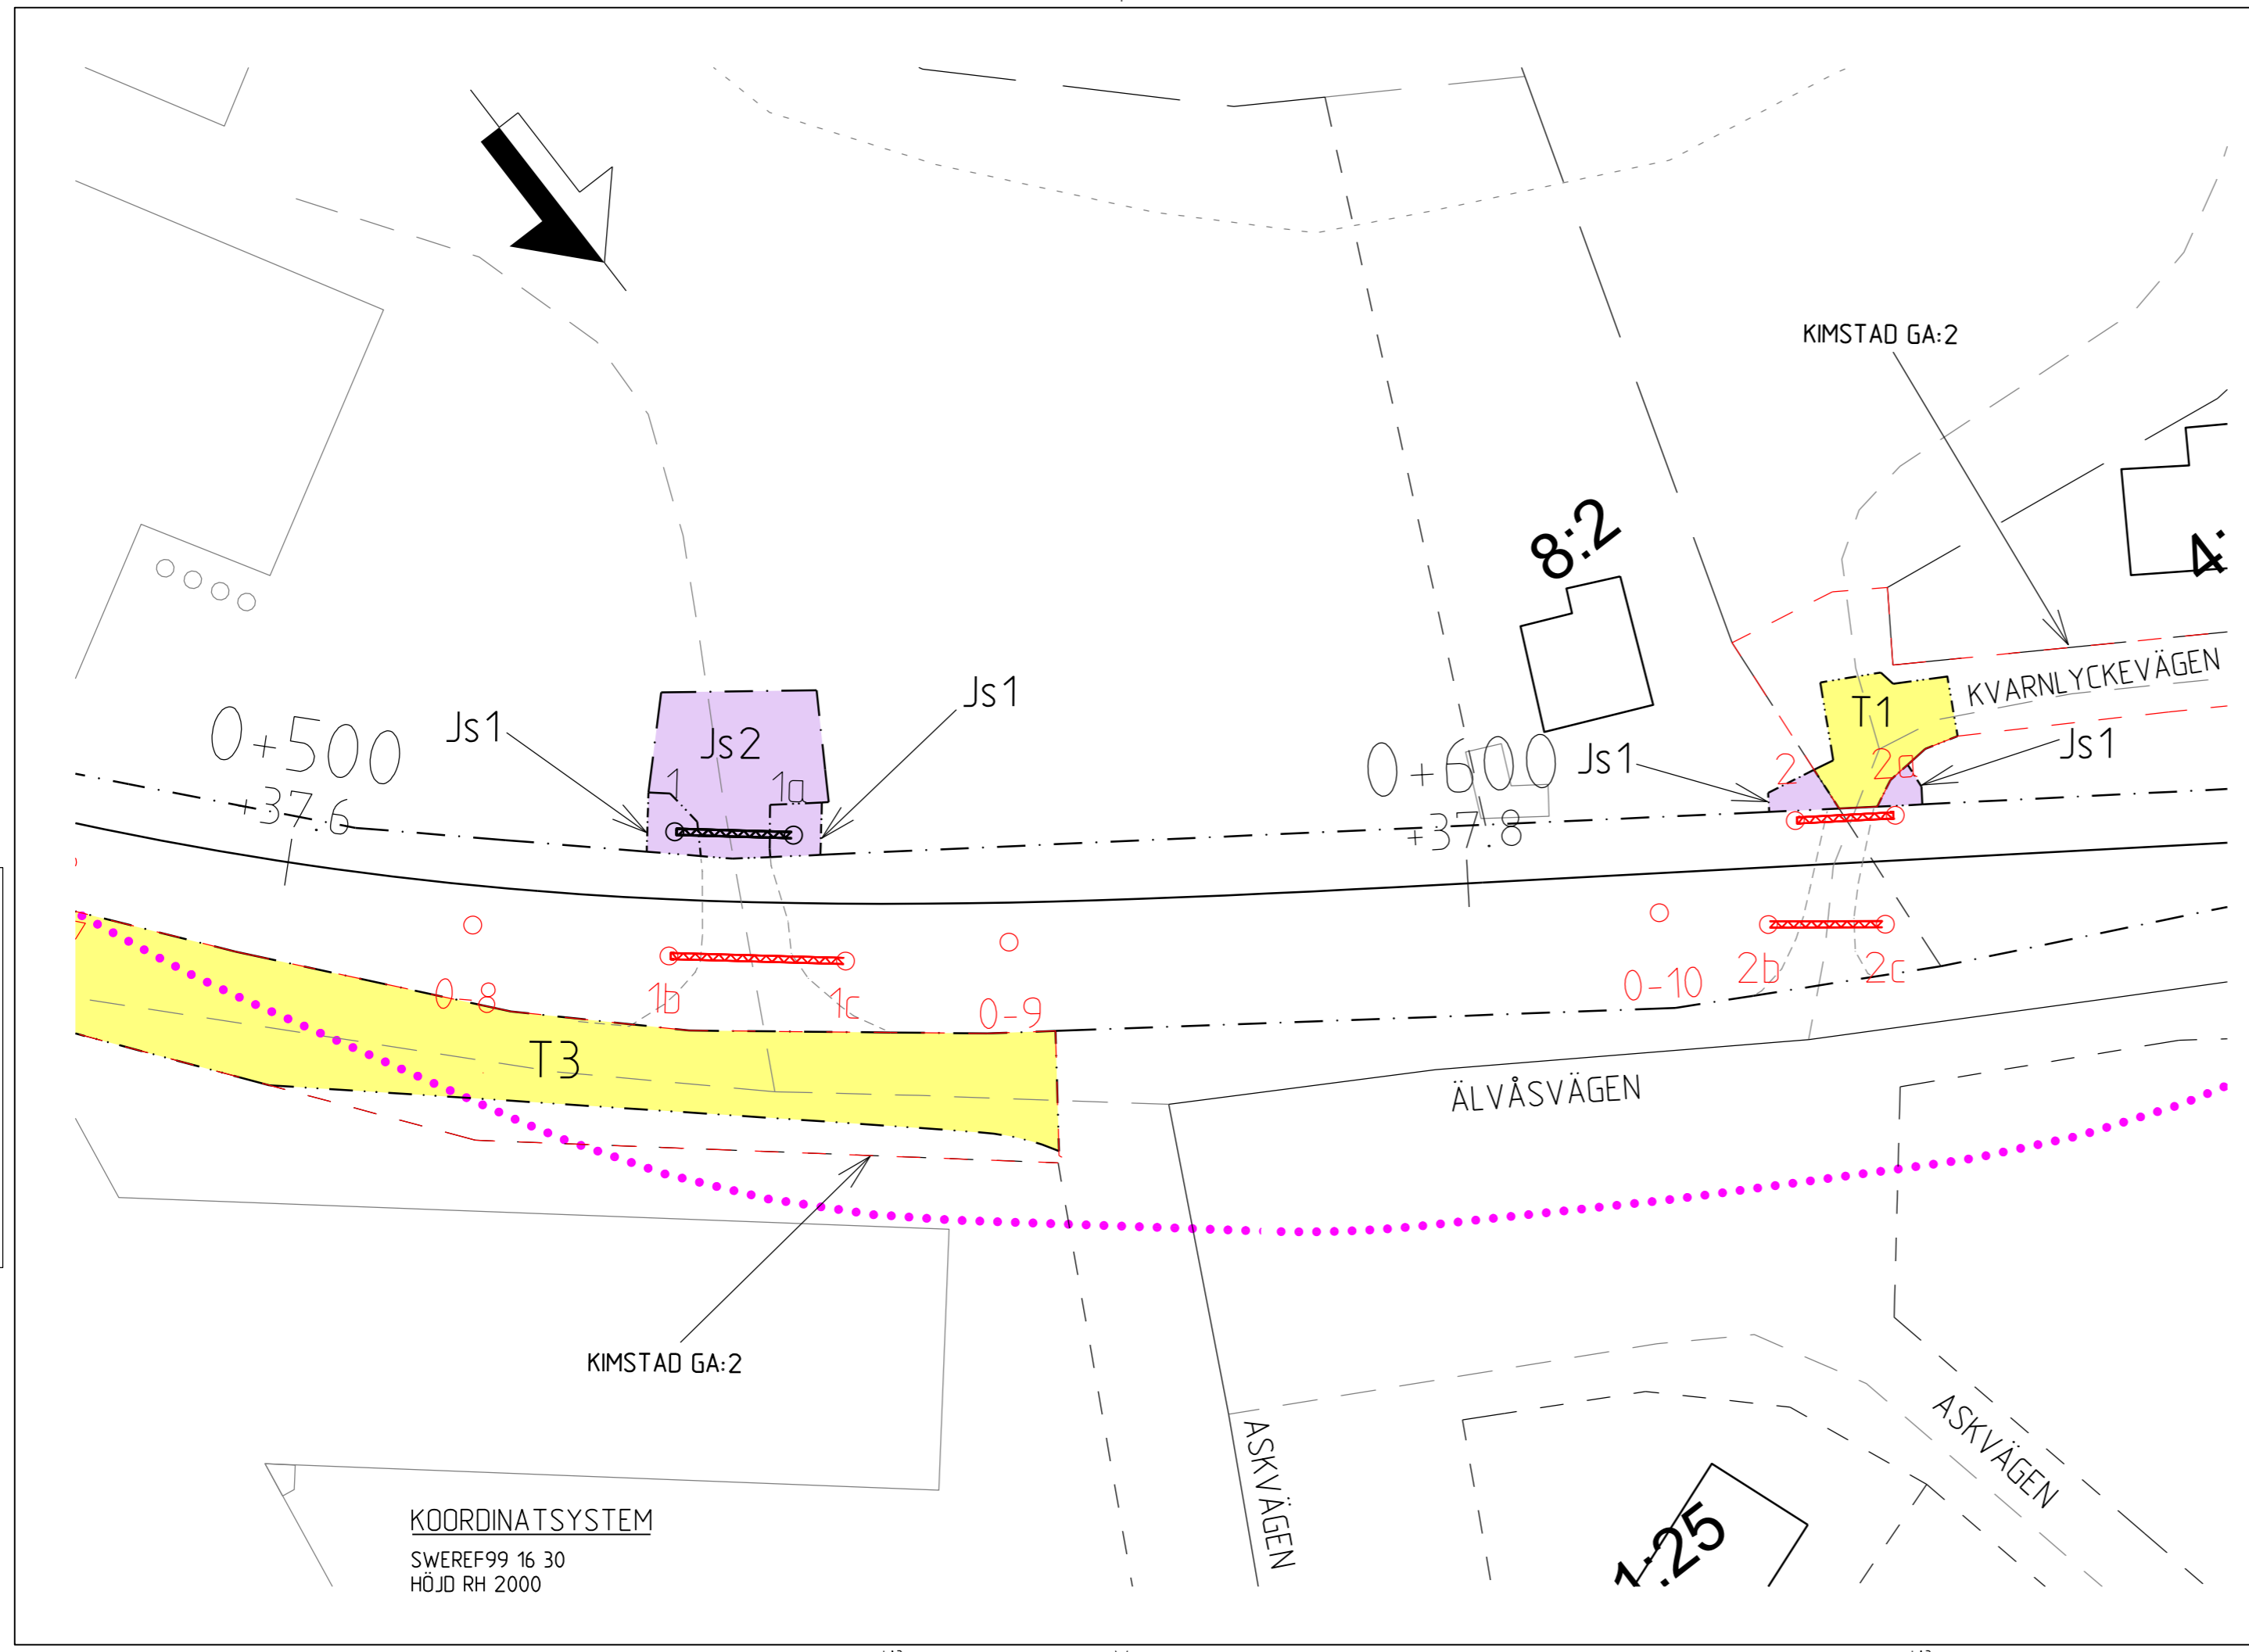 KIMSTAD GA:2
8:2
4:
KVARNLYCKEVÄGEN
T1
Js1
Js1
Js2
1
1a
0+500
+37.6
0+600
+37.8
Js1
2
2a
Js1
0-8
1b
1c
0-9
0-10
2b
2c
T3
ÄLVÅSVÄGEN
KIMSTAD GA:2
ASKVÄGEN
ASKVÄGEN
1:25
KOORDINATSYSTEM
SWEREF99 16 30
HÖJD RH 2000